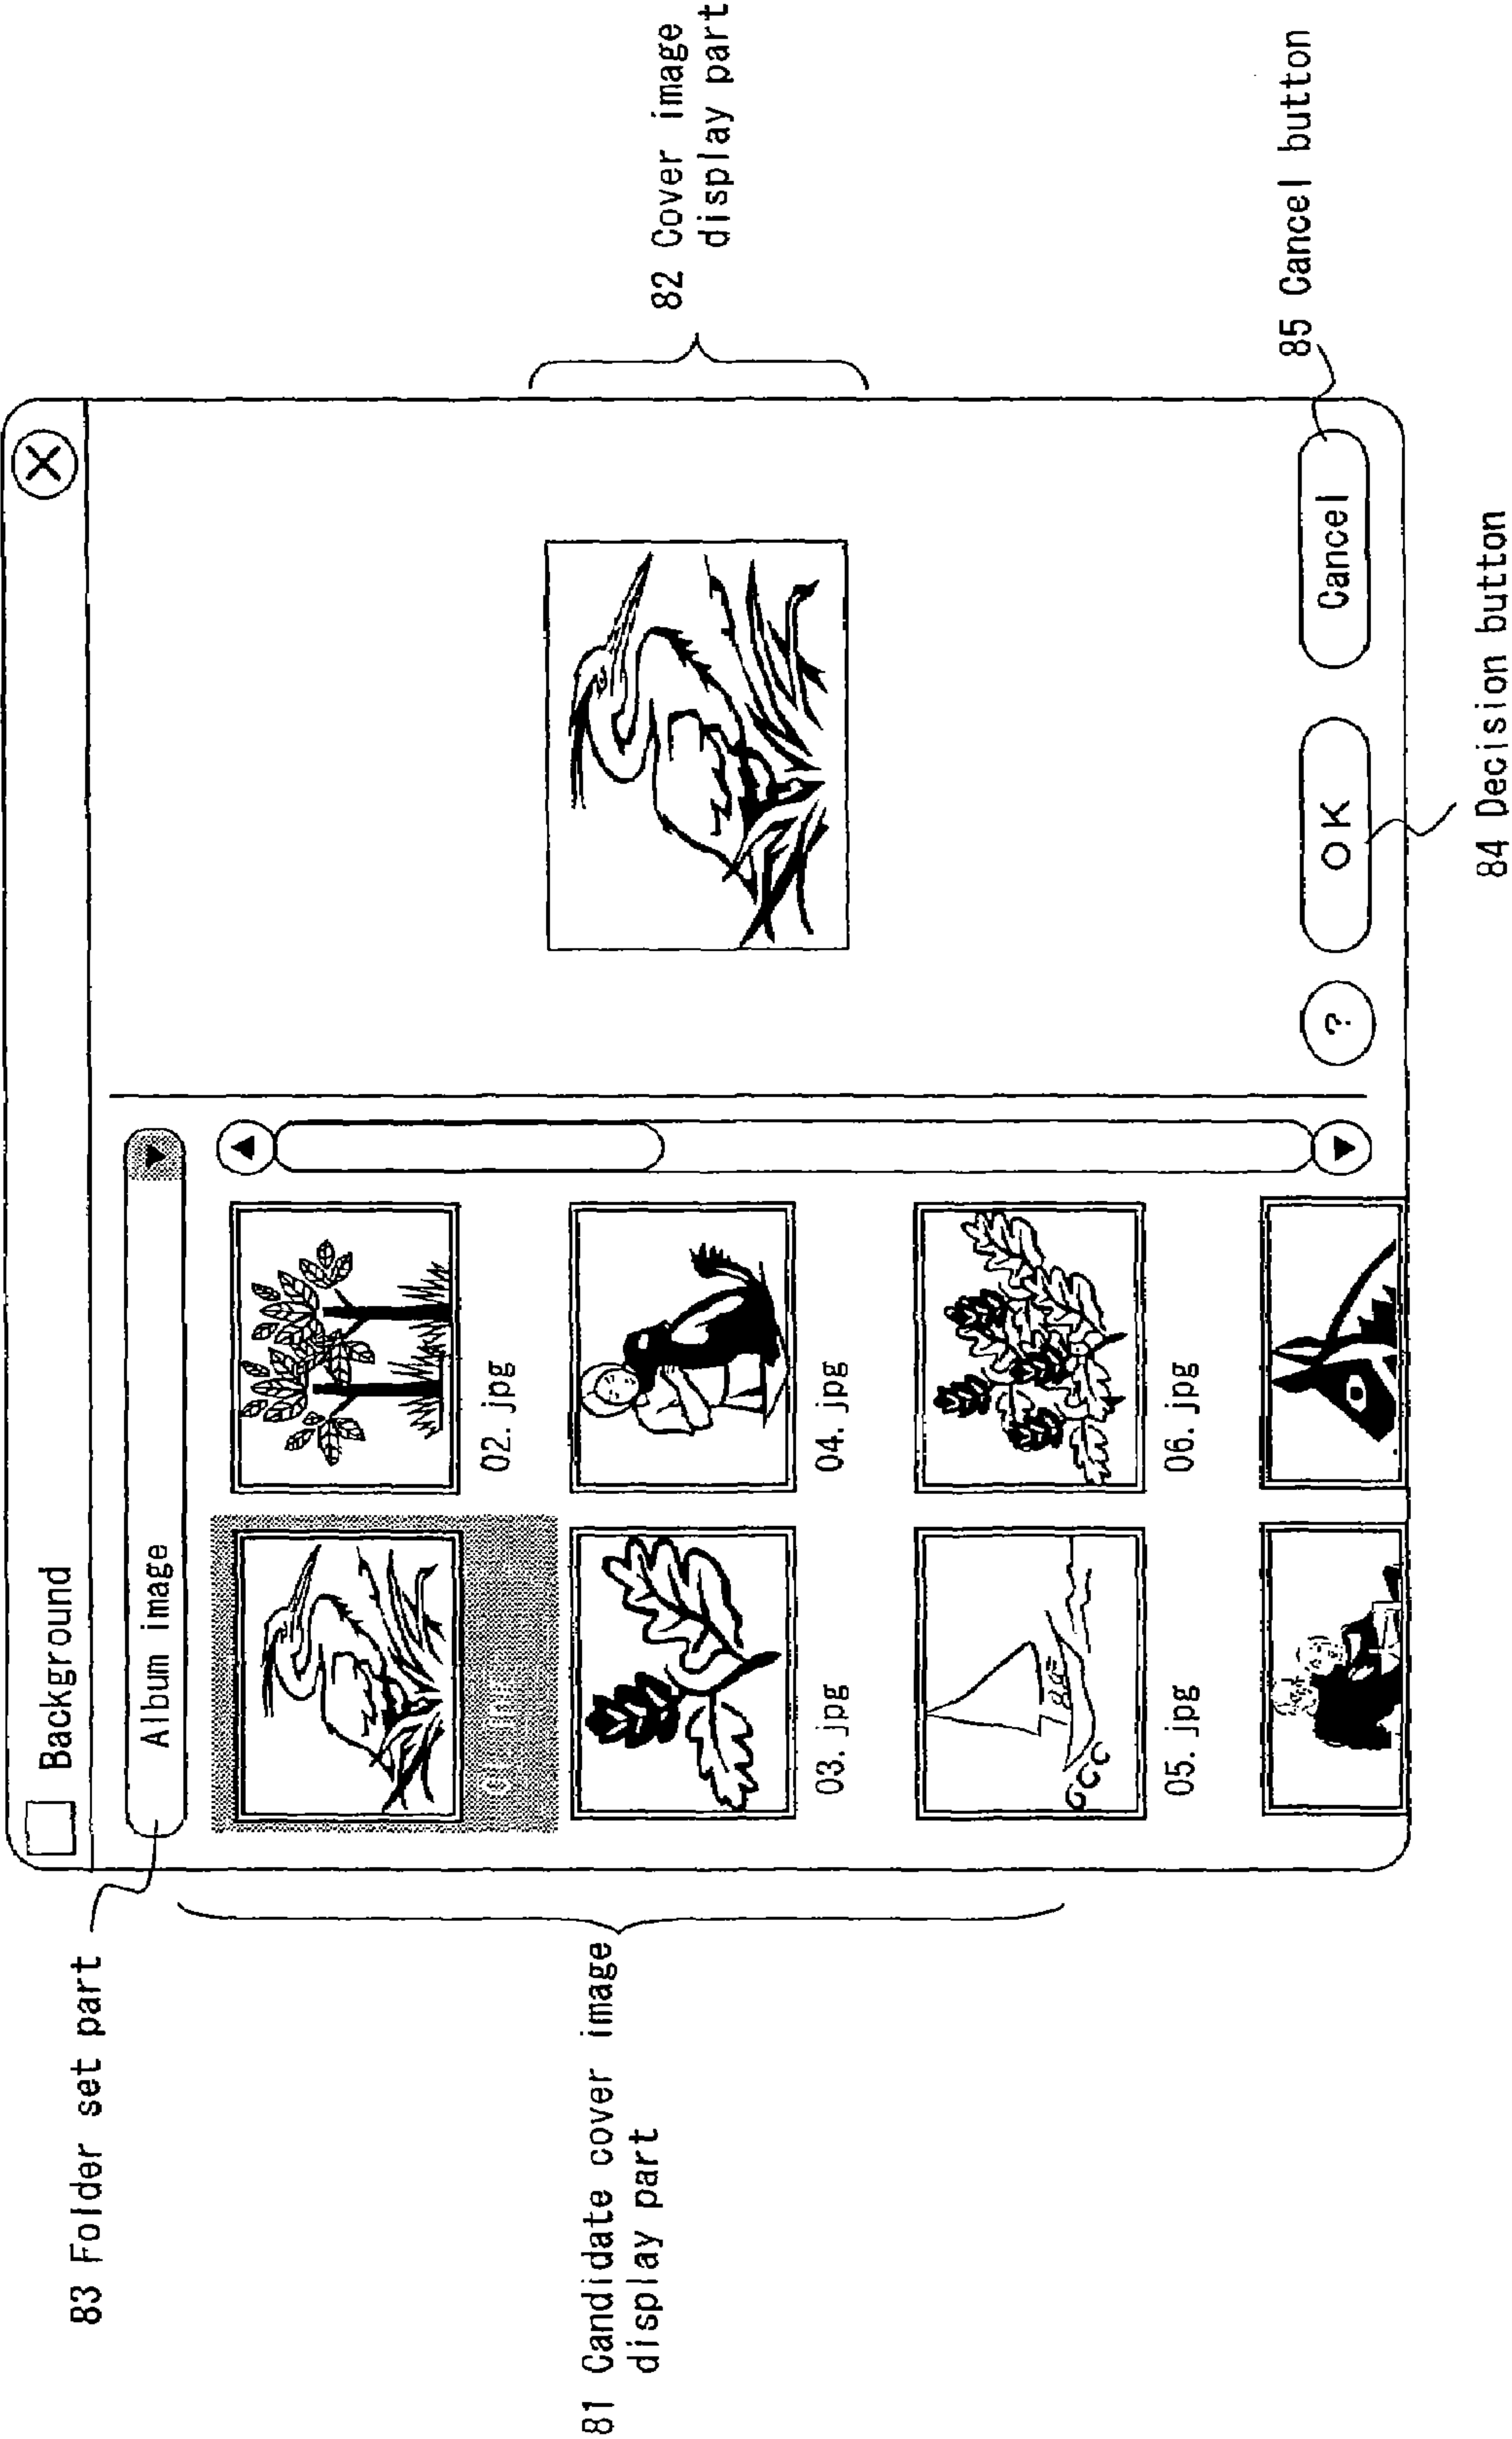 Background
83 Folder set part
Album image
02. jpg
03. jpg
04. jpg
05. jpg
06. jpg
81 Candidate cover image
display part
82 Cover image
display part
?
OK
Cancel
85 Cancel button
84 Decision button